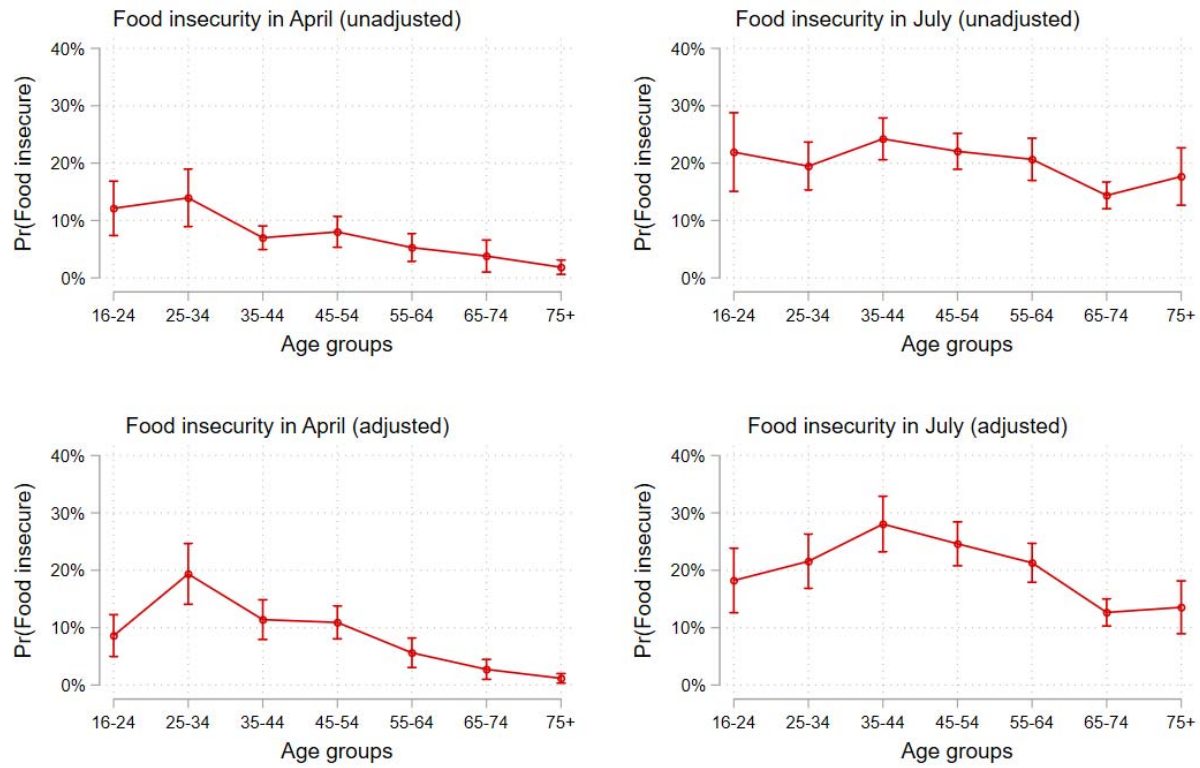 Food insecurity in April (unadjusted)
40%
30%
20%
10%
0%
Pr(Food insecure)
16-24 25-34 35-44 45-54 55-64 65-74 75+
Age groups
Food insecurity in July (unadjusted)
40%
30%
20%
10%
0%
Pr(Food insecure)
16-24 25-34 35-44 45-54 55-64 65-74 75+
Age groups
Food insecurity in April (adjusted)
40%
30%
20%
10%
0%
Pr(Food insecure)
16-24 25-34 35-44 45-54 55-64 65-74 75+
Age groups
Food insecurity in July (adjusted)
40%
30%
20%
10%
0%
Pr(Food insecure)
16-24 25-34 35-44 45-54 55-64 65-74 75+
Age groups